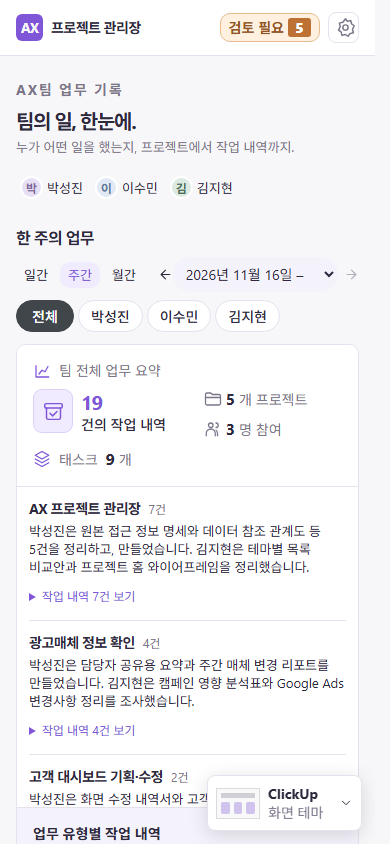 AX 프로젝트 관리장
검토 필요 5
AX팀 업무 기록
팀의 일, 한눈에.
누가 어떤 일을 했는지, 프로젝트에서 작업 내역까지.
박 박성진 이 이수민 김 김지현
한 주의 업무
일간 주간 월간 ← 2026년 11월 16일 – →
전체 박성진 이수민 김지현
팀 전체 업무 요약
19
건의 작업 내역
5 개 프로젝트
3 명 참여
태스크 9 개
AX 프로젝트 관리장 7건
박성진은 원본 접근 정보 명세와 데이터 참조 관계도 등
5건을 정리하고, 만들었습니다. 김지현은 테마별 목록
비교안과 프로젝트 홈 와이어프레임을 정리했습니다.
▶ 작업 내역 7건 보기
광고매체 정보 확인 4건
박성진은 담당자 공유용 요약과 주간 매체 변경 리포트를
만들었습니다. 김지현은 캠페인 영향 분석표와 Google Ads
변경사항 정리를 조사했습니다.
▶ 작업 내역 4건 보기
고객 대시보드 기획·수정 2건
박성진은 화면 수정 내역서와 고객
업무 유형별 작업 내역
ClickUp
화면 테마